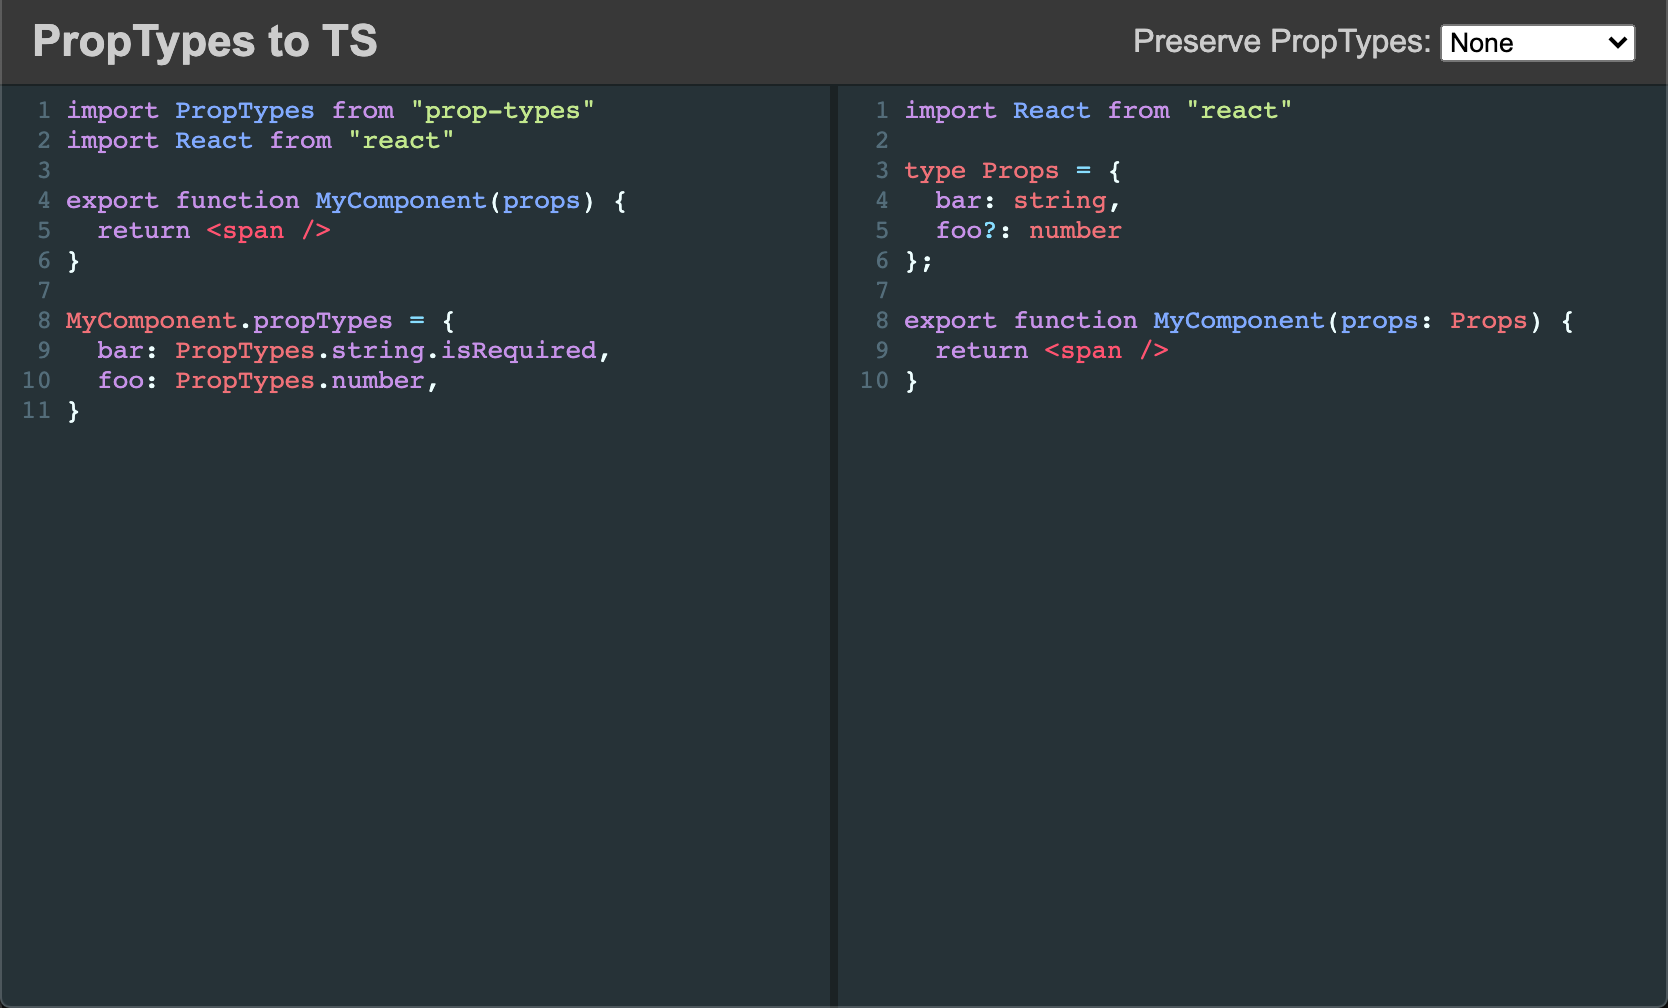 PropTypes to TS
Preserve PropTypes: None
1 import PropTypes from "prop-types"
2 import React from "react"
3
4 export function MyComponent(props) {
5   return <span />
6 }
7
8 MyComponent.propTypes = {
9   bar: PropTypes.string.isRequired,
10   foo: PropTypes.number,
11 }
1 import React from "react"
2
3 type Props = {
4   bar: string,
5   foo?: number
6 };
7
8 export function MyComponent(props: Props) {
9   return <span />
10 }